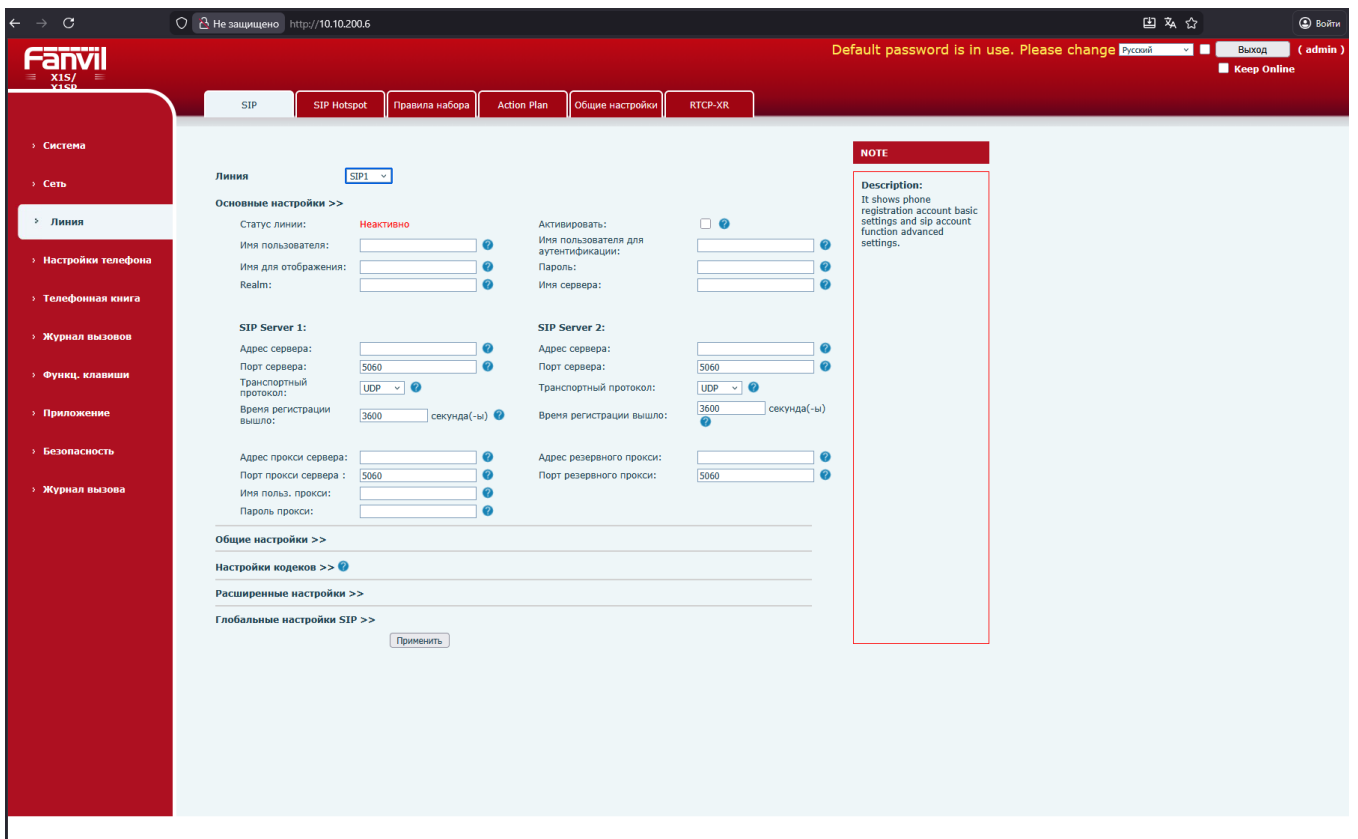 Не защищено http://10.10.200.6 Войти
Default password is in use. Please change Русский Выход ( admin )
Keep Online
Fanvil
X1S/
X1SP
SIP SIP Hotspot Правила набора Action Plan Общие настройки RTCP-XR
› Система
› Сеть
› Линия
› Настройки телефона
› Телефонная книга
› Журнал вызовов
› Функц. клавиши
› Приложение
› Безопасность
› Журнал вызова
Линия SIP1
Основные настройки >>
Статус линии: Неактивно Активировать: ?
Имя пользователя: ? Имя пользователя для аутентификации: ?
Имя для отображения: ? Пароль: ?
Realm: ? Имя сервера: ?
SIP Server 1: SIP Server 2:
Адрес сервера: ? Адрес сервера: ?
Порт сервера: 5060 ? Порт сервера: 5060 ?
Транспортный протокол: UDP ? Транспортный протокол: UDP ?
Время регистрации вышло: 3600 секунда(-ы) ? Время регистрации вышло: 3600 секунда(-ы) ?
Адрес прокси сервера: ? Адрес резервного прокси: ?
Порт прокси сервера : 5060 ? Порт резервного прокси: 5060 ?
Имя польз. прокси: ?
Пароль прокси: ?
Общие настройки >>
Настройки кодеков >> ?
Расширенные настройки >>
Глобальные настройки SIP >>
Применить
NOTE
Description:
It shows phone
registration account basic
settings and sip account
function advanced
settings.